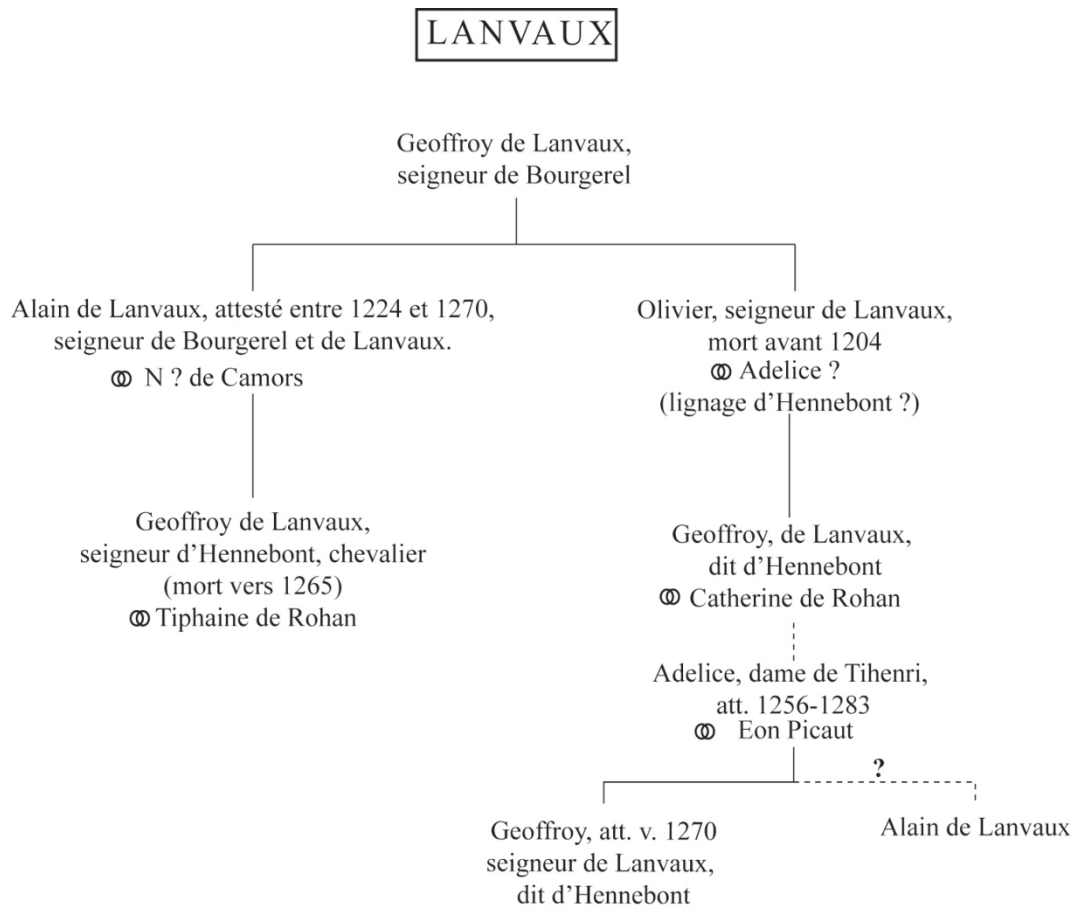 LANVAUX
Geoffroy de Lanvaux,
seigneur de Bourgerel
Alain de Lanvaux, attesté entre 1224 et 1270,
seigneur de Bourgerel et de Lanvaux.
⚭ N ? de Camors
Olivier, seigneur de Lanvaux,
mort avant 1204
⚭ Adelice ?
(lignage d’Hennebont ?)
Geoffroy de Lanvaux,
seigneur d’Hennebont, chevalier
(mort vers 1265)
⚭ Tiphaine de Rohan
Geoffroy, de Lanvaux,
dit d’Hennebont
⚭ Catherine de Rohan
Adelice, dame de Tihenri,
att. 1256-1283
⚭ Eon Picaut
?
Geoffroy, att. v. 1270
seigneur de Lanvaux,
dit d’Hennebont
Alain de Lanvaux